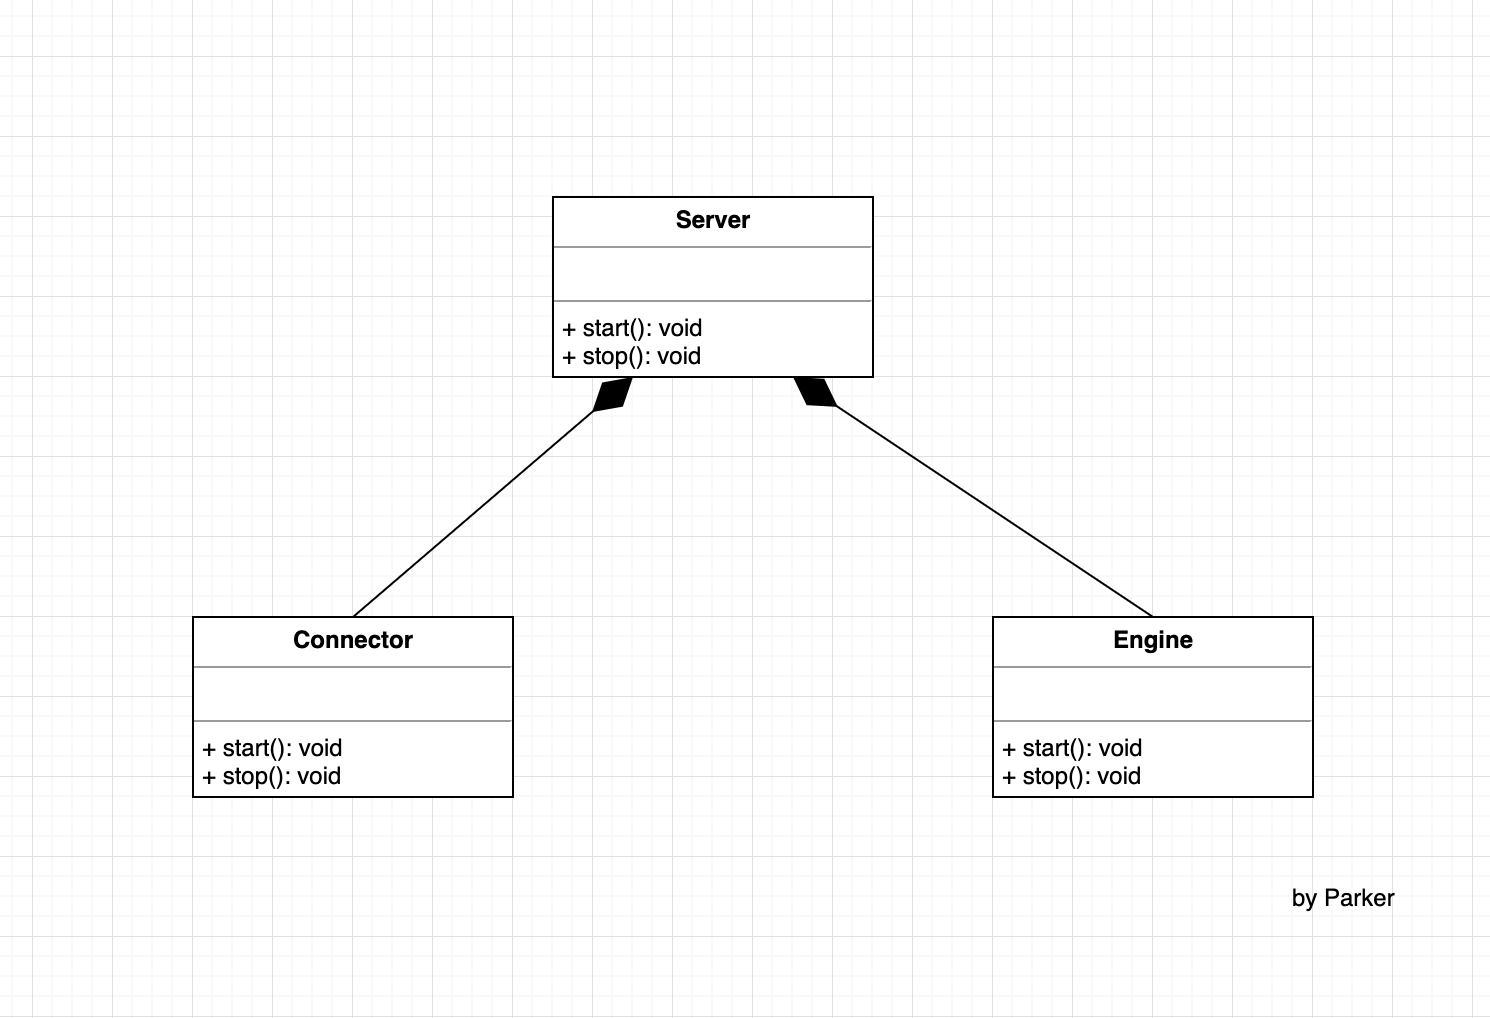 Server
+ start(): void
+ stop(): void
Connector
+ start(): void
+ stop(): void
Engine
+ start(): void
+ stop(): void
by Parker